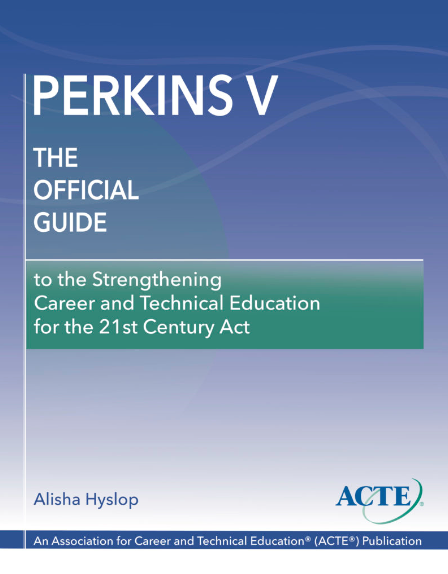 PERKINS V
THE
OFFICIAL
GUIDE
to the Strengthening
Career and Technical Education
for the 21st Century Act
Alisha Hyslop
ACTE®
An Association for Career and Technical Education® (ACTE®) Publication